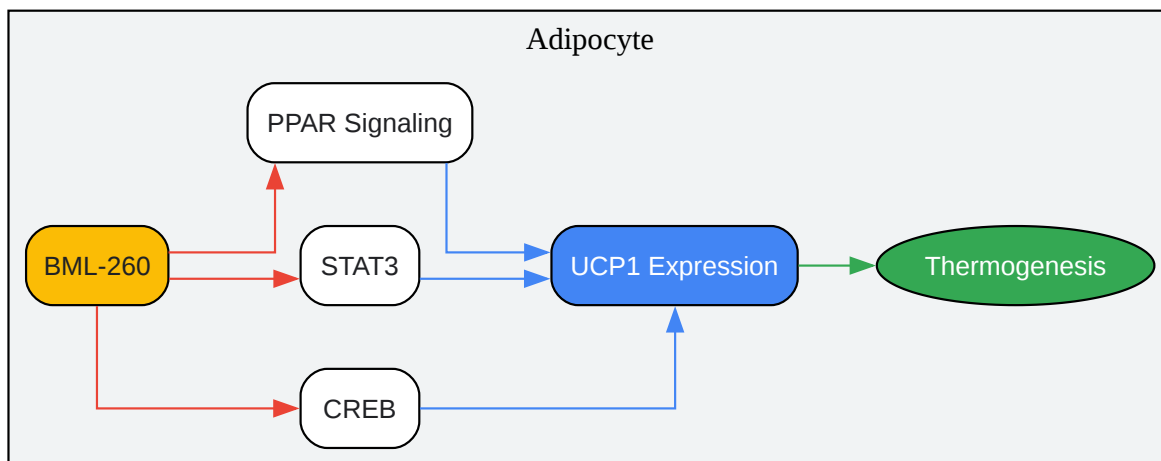 Adipocyte
PPAR Signaling
BML-260
STAT3
UCP1 Expression
Thermogenesis
CREB